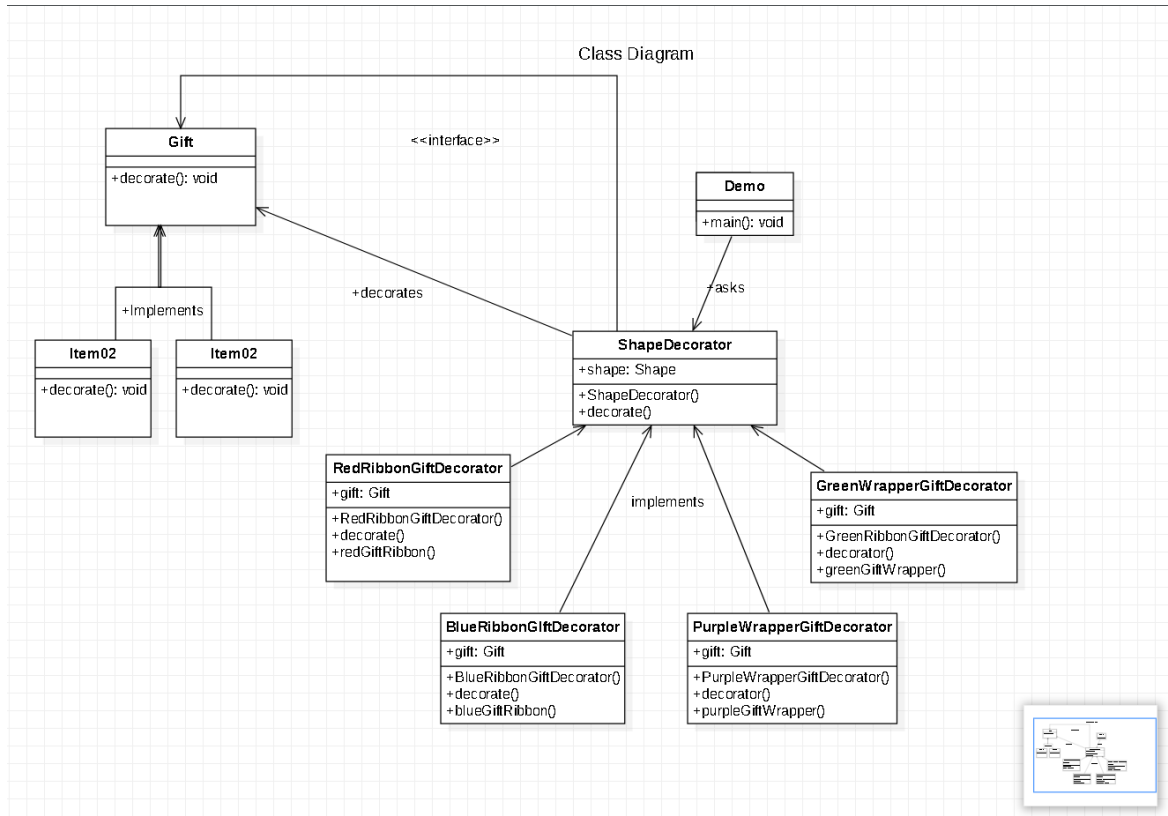 Class Diagram
<<interface>>
Gift
+decorate(): void
Demo
+main(): void
+asks
+decorates
+Implements
Item02
+decorate(): void
Item02
+decorate(): void
ShapeDecorator
+shape: Shape
+ShapeDecorator()
+decorate()
RedRibbonGiftDecorator
+gift: Gift
+RedRibbonGiftDecorator()
+decorate()
+redGiftRibbon()
implements
GreenWrapperGiftDecorator
+gift: Gift
+GreenRibbonGiftDecorator()
+decorator()
+greenGiftWrapper()
BlueRibbonGIftDecorator
+gift: Gift
+BlueRibbonGiftDecorator()
+decorate()
+blueGiftRibbon()
PurpleWrapperGiftDecorator
+gift: Gift
+PurpleWrapperGiftDecorator()
+decorator()
+purpleGiftWrapper()